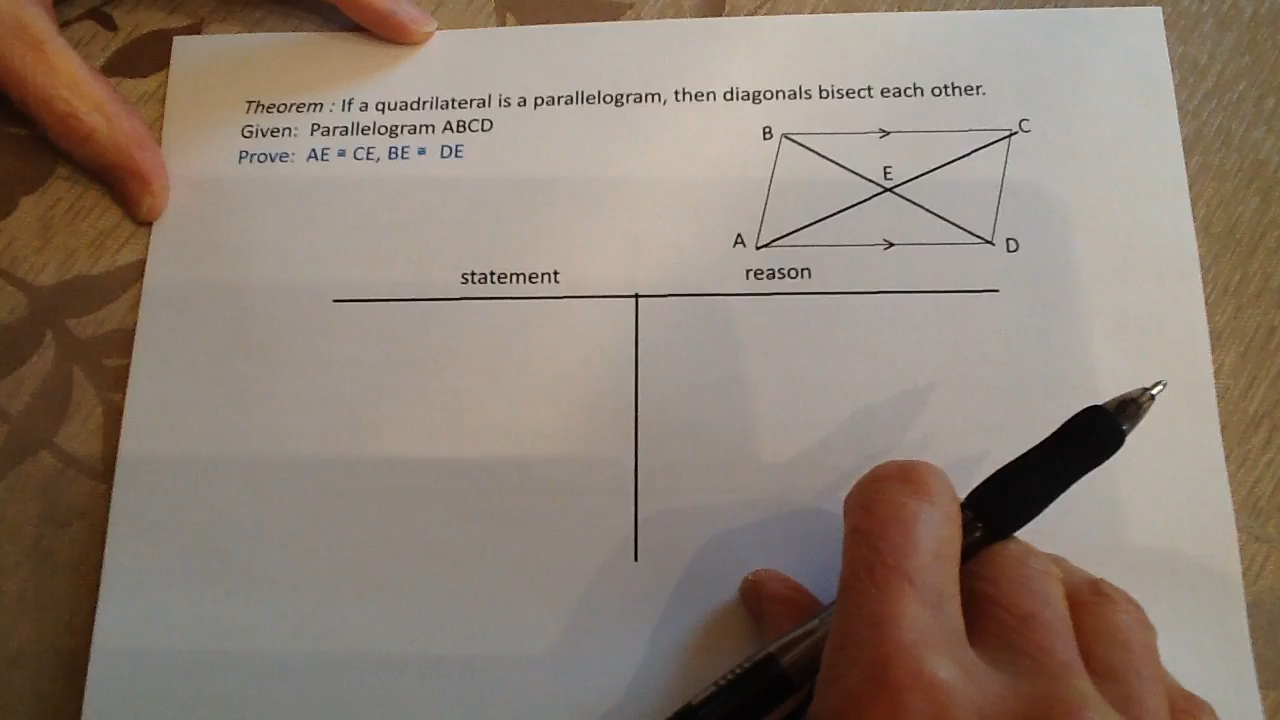 Theorem : If a quadrilateral is a parallelogram, then diagonals bisect each other.
Given: Parallelogram ABCD
Prove: AE ≅ CE, BE ≅ DE
B
C
E
A
D
statement
reason